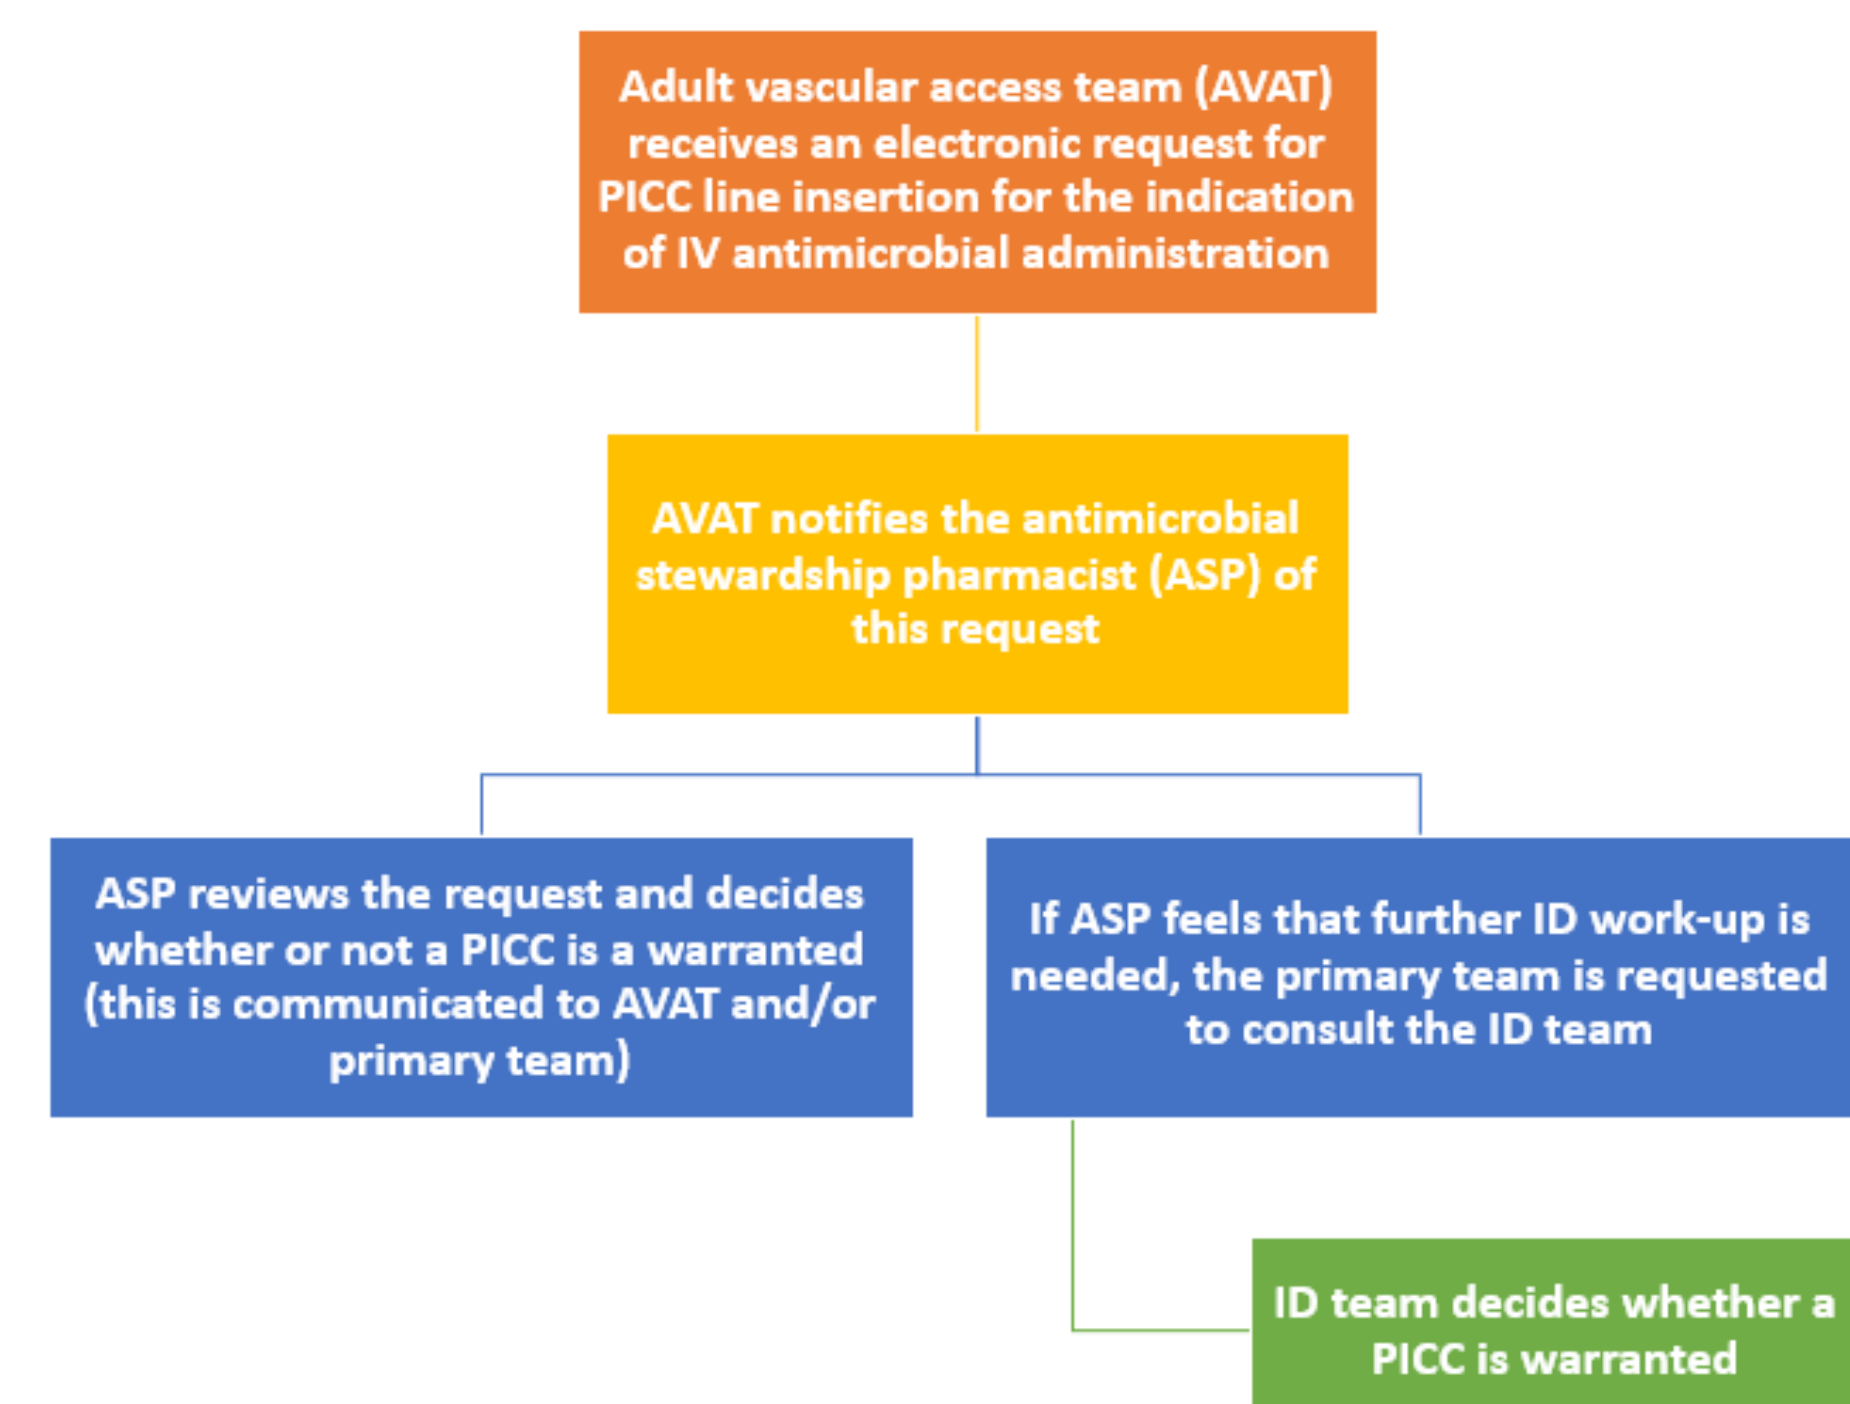 Adult vascular access team (AVAT)
receives an electronic request for
PICC line insertion for the indication
of IV antimicrobial administration
AVAT notifies the antimicrobial
stewardship pharmacist (ASP) of
this request
ASP reviews the request and decides
whether or not a PICC is a warranted
(this is communicated to AVAT and/or
primary team)
If ASP feels that further ID work-up is
needed, the primary team is requested
to consult the ID team
ID team decides whether a
PICC is warranted